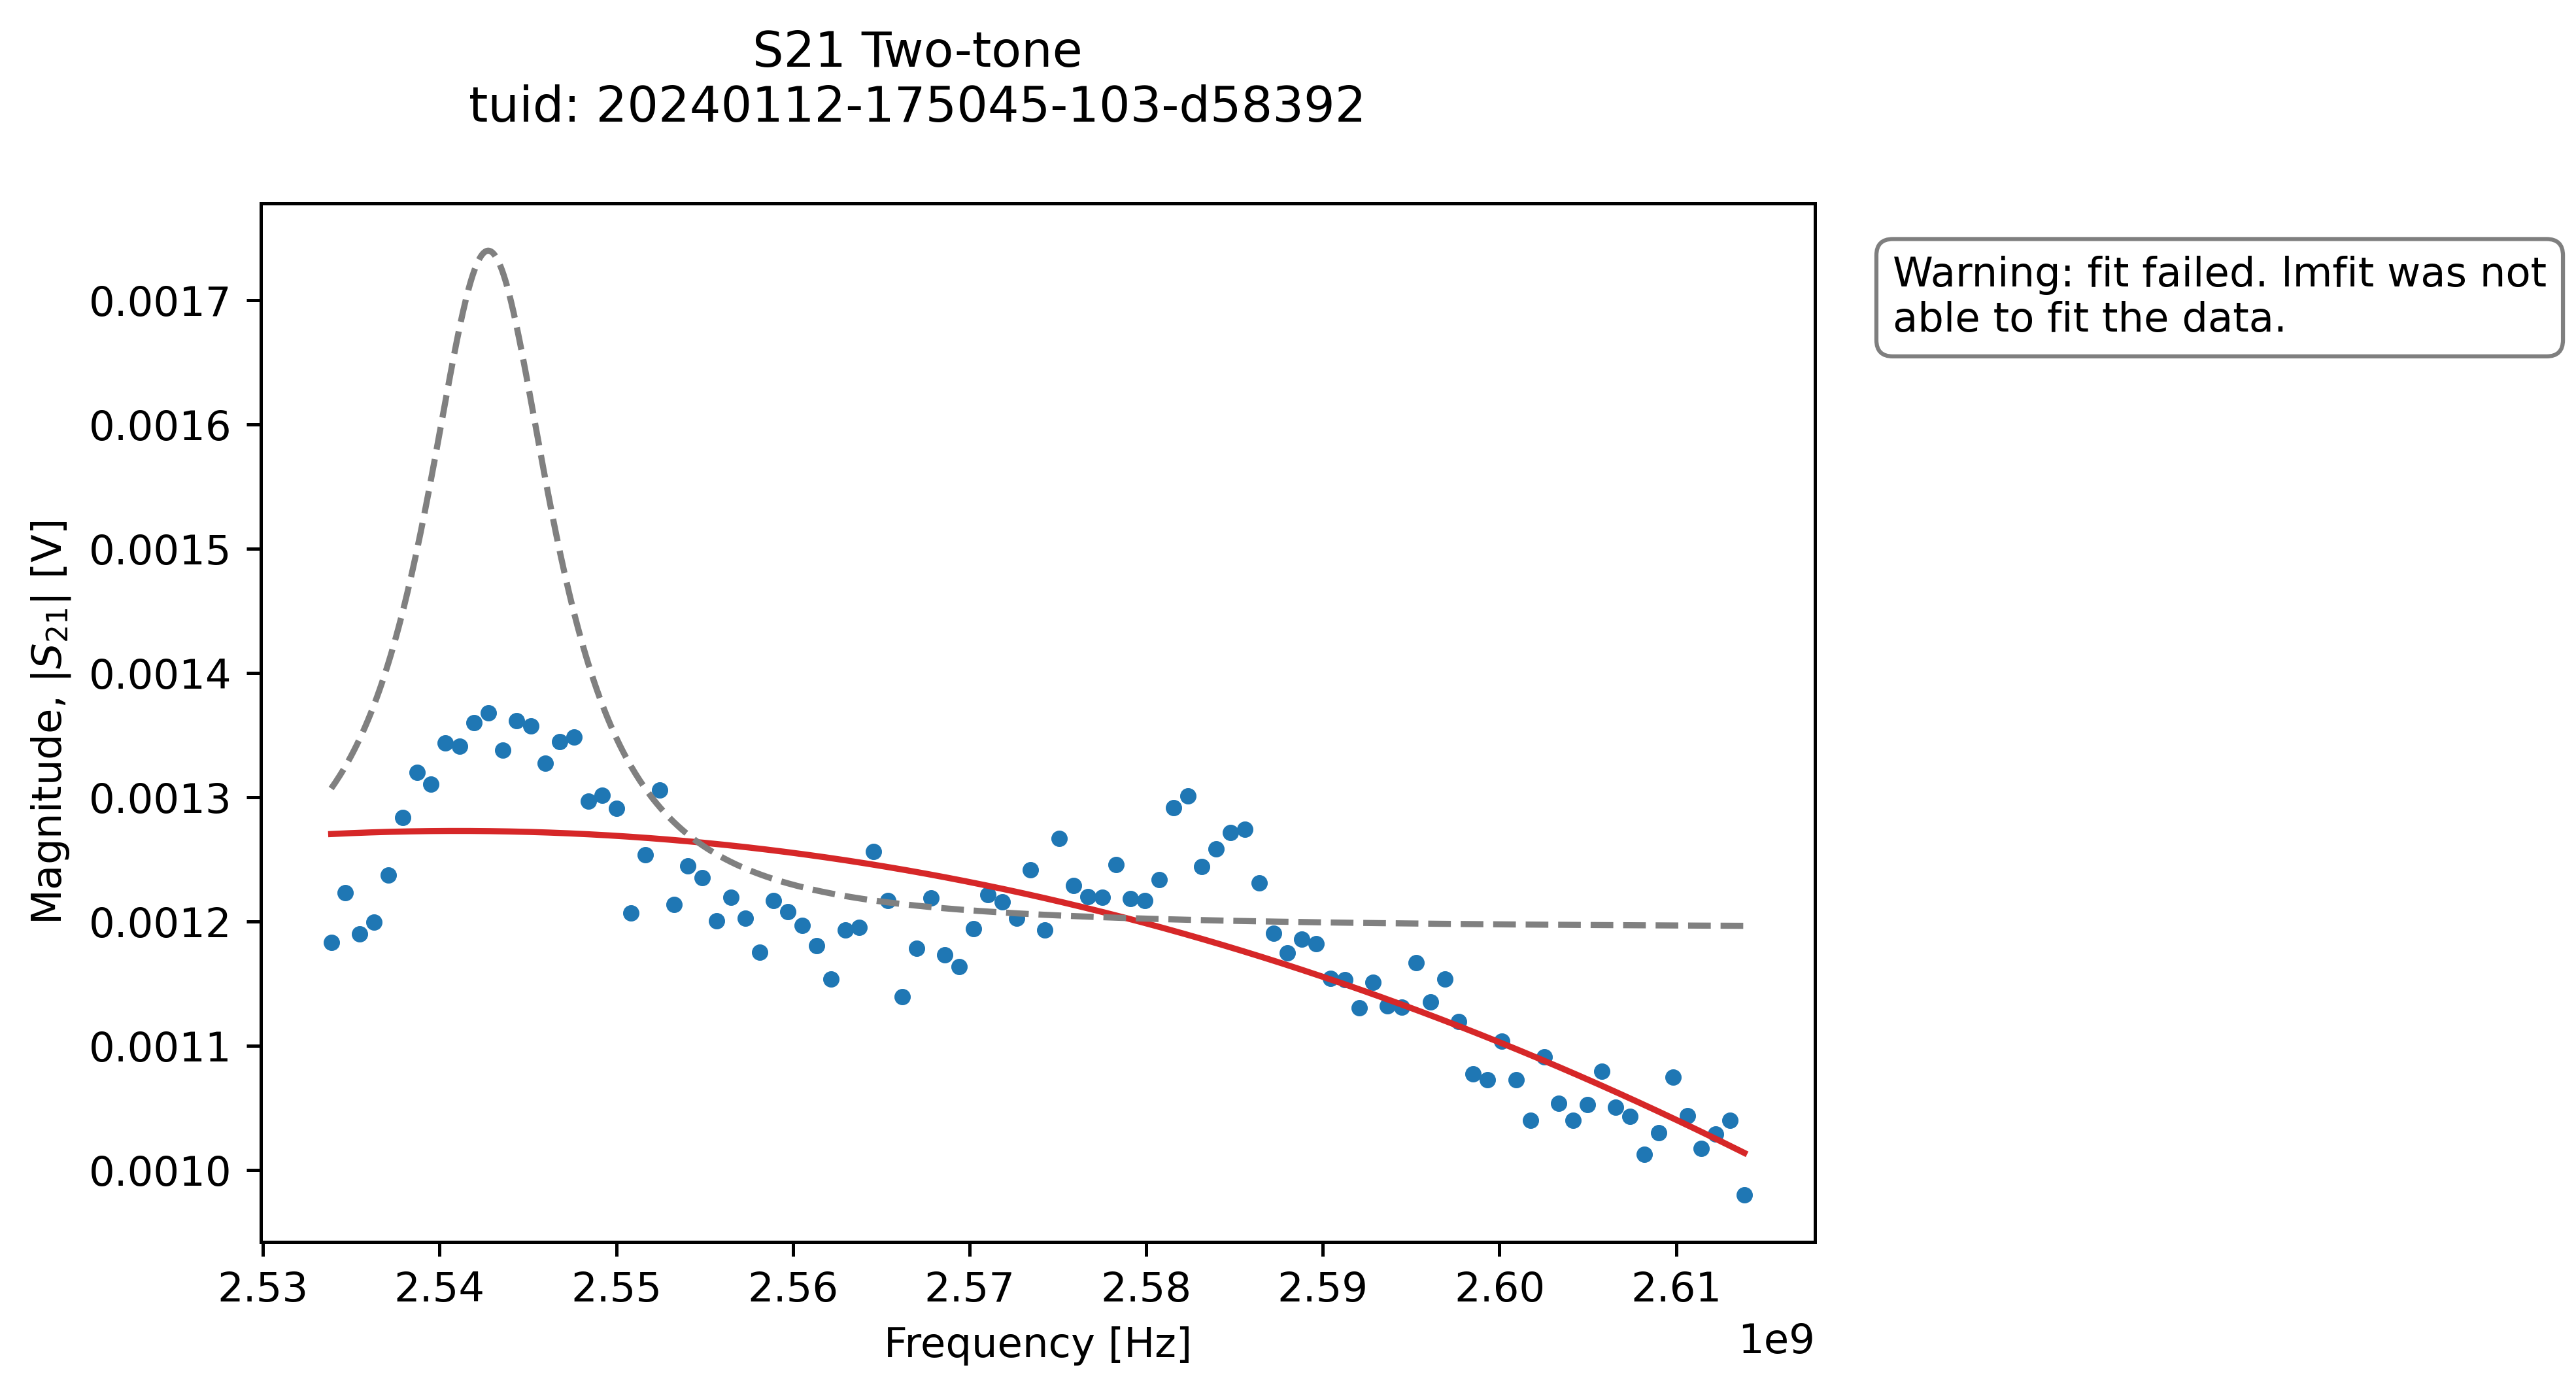 S21 Two-tone
tuid: 20240112-175045-103-d58392
Warning: fit failed. lmfit was not
able to fit the data.
Magnitude, |S21| [V]
0.0017
0.0016
0.0015
0.0014
0.0013
0.0012
0.0011
0.0010
2.53 2.54 2.55 2.56 2.57 2.58 2.59 2.60 2.61
1e9
Frequency [Hz]